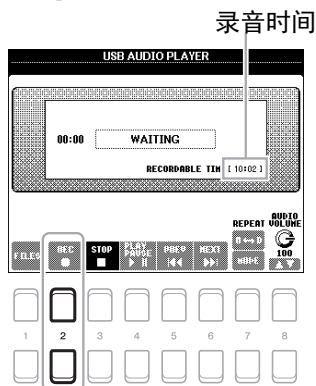 录音时间
USB AUDIO PLAYER
00:00 WAITING
RECORDABLE TIM [ 10:02 ]
REPEAT AUDIO VOLUME
FILES REC STOP PLAY PAUSE PREV NEXT MODE 100
1 2 3 4 5 6 7 8